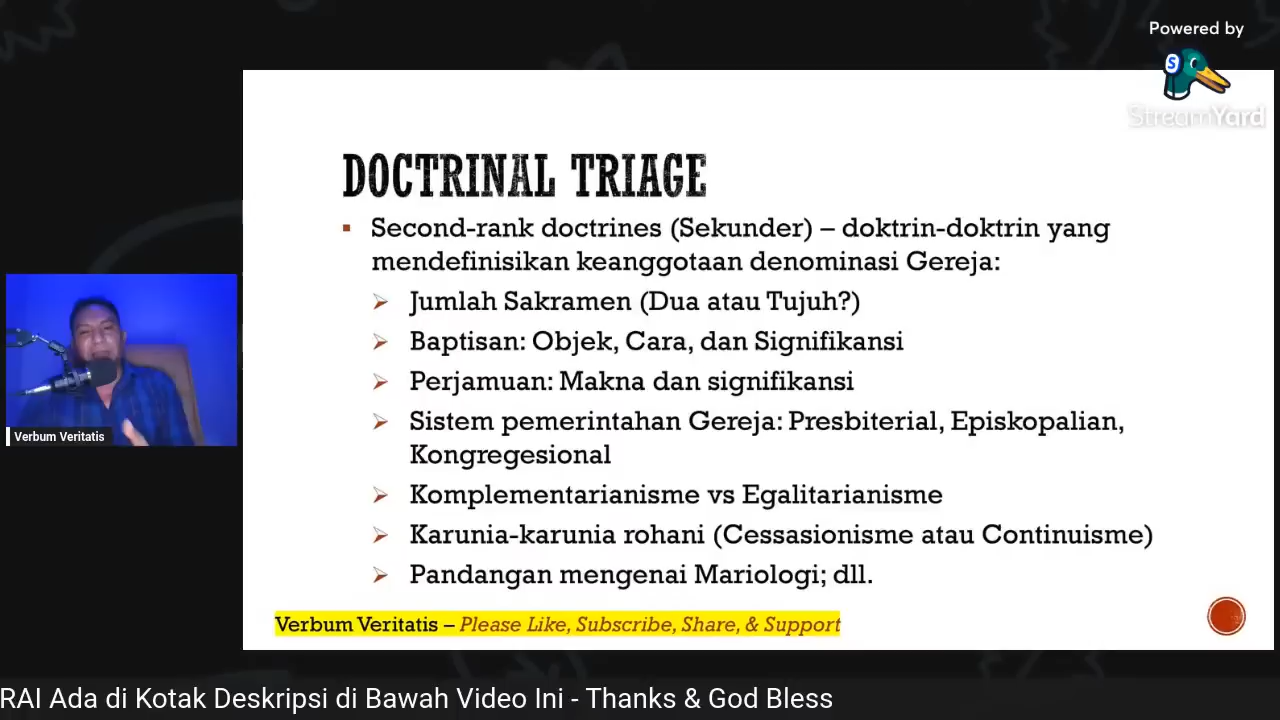 Powered by
S
StreamYard
DOCTRINAL TRIAGE
▪ Second-rank doctrines (Sekunder) – doktrin-doktrin yang
mendefinisikan keanggotaan denominasi Gereja:
➤ Jumlah Sakramen (Dua atau Tujuh?)
➤ Baptisan: Objek, Cara, dan Signifikansi
➤ Perjamuan: Makna dan signifikansi
➤ Sistem pemerintahan Gereja: Presbiterial, Episkopalian,
Kongregesional
➤ Komplementarianisme vs Egalitarianisme
➤ Karunia-karunia rohani (Cessasionisme atau Continuisme)
➤ Pandangan mengenai Mariologi; dll.
Verbum Veritatis
Verbum Veritatis – Please Like, Subscribe, Share, & Support
RAI Ada di Kotak Deskripsi di Bawah Video Ini - Thanks & God Bless